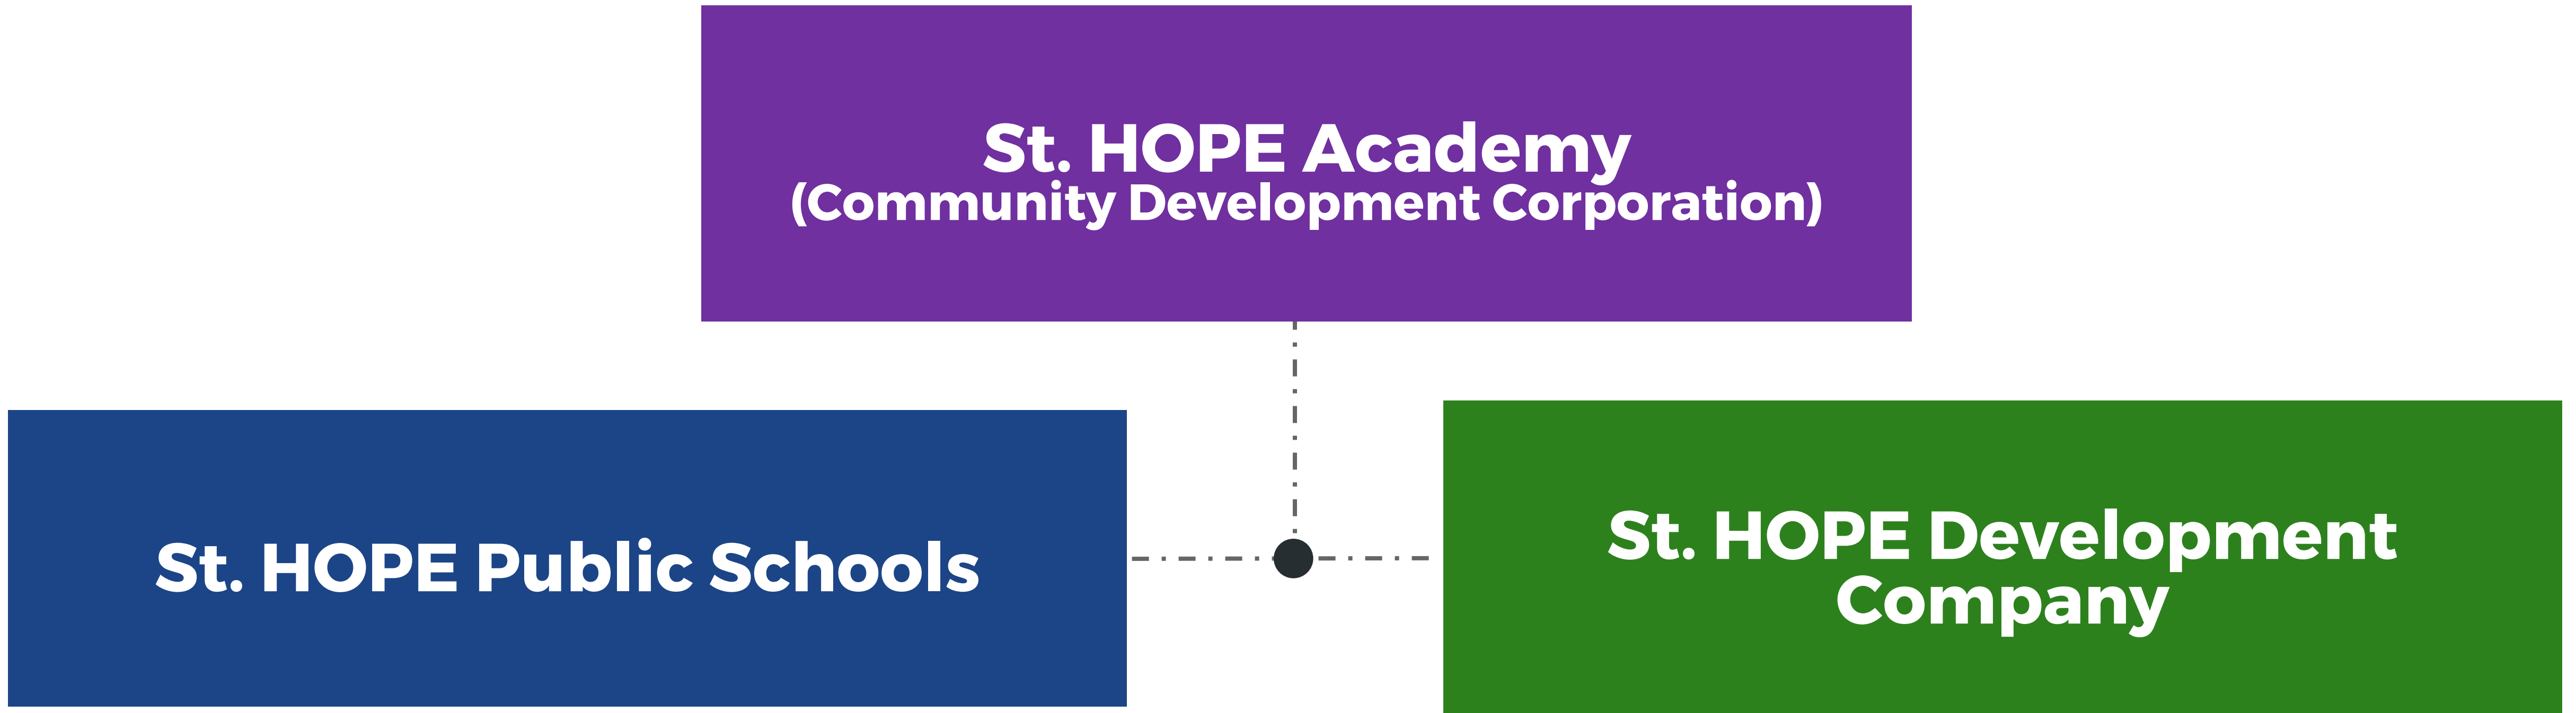 St. HOPE Academy
(Community Development Corporation)
St. HOPE Public Schools
St. HOPE Development
Company